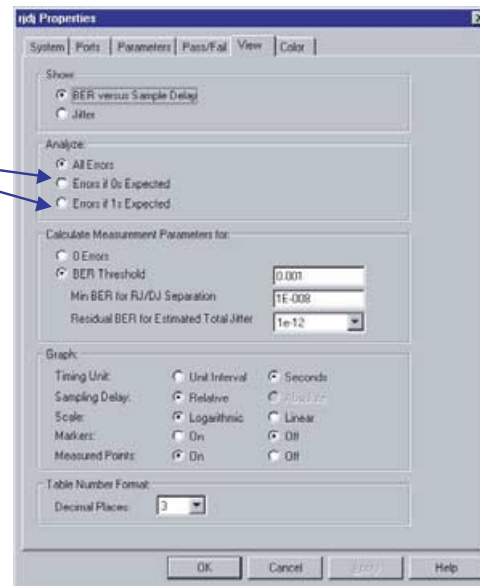 rjdj Properties
System Ports Parameters Pass/Fail View Color
Show:
BER versus Sample Delay
Jitter
Analyze:
All Errors
Errors if 0s Expected
Errors if 1s Expected
Calculate Measurement Parameters for:
0 Errors
BER Threshold 0.001
Min BER for RJ/DJ Separation 1E-008
Residual BER for Estimated Total Jitter 1e-12
Graph:
Timing Unit: Unit Interval Seconds
Sampling Delay: Relative Absolute
Scale: Logarithmic Linear
Markers: On Off
Measured Points: On Off
Table Number Format:
Decimal Places: 3
OK Cancel Apply Help